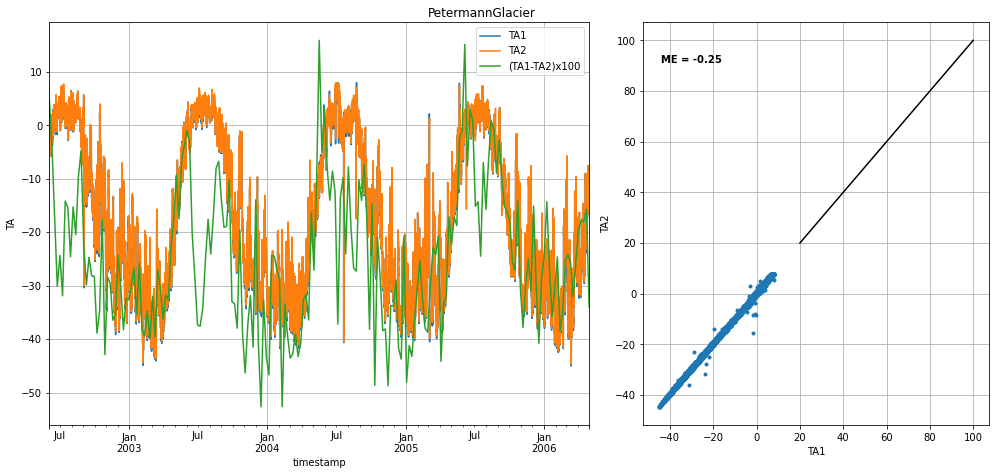 PetermannGlacier
TA1
TA2
(TA1-TA2)x100
10
0
−10
−20
−30
−40
−50
TA
Jul
Jan
2003
Jul
Jan
2004
Jul
Jan
2005
Jul
Jan
2006
timestamp
ME = -0.25
100
80
60
40
20
0
−20
−40
TA2
−40
−20
0
20
40
60
80
100
TA1